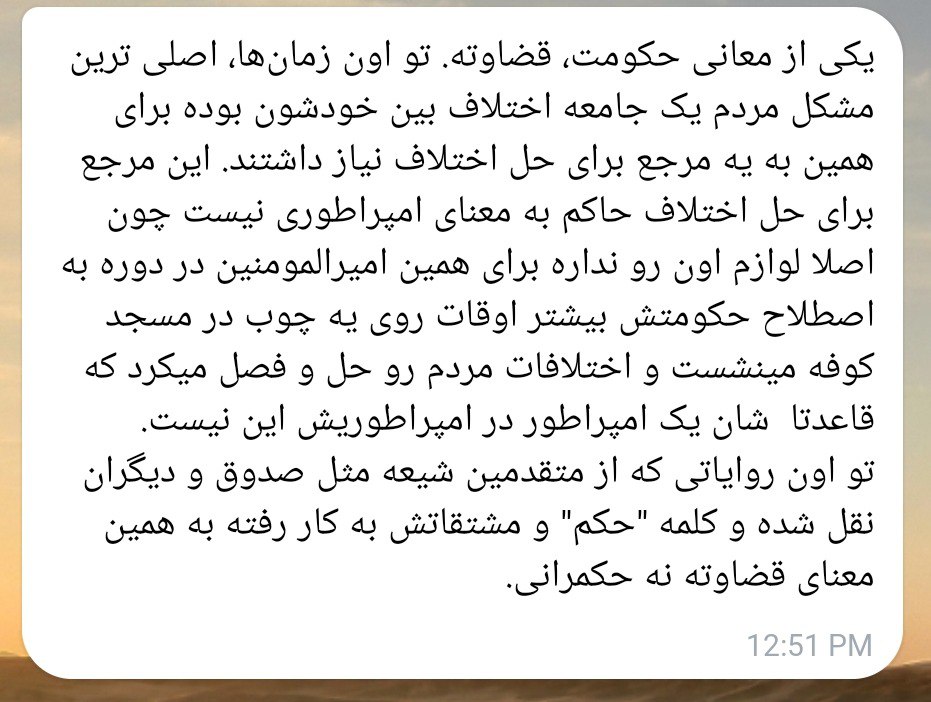 یکی از معانی حکومت، قضاوته. تو اون زمان‌ها، اصلی ترین
مشکل مردم یک جامعه اختلاف بین خودشون بوده برای
همین به یه مرجع برای حل اختلاف نیاز داشتند. این مرجع
برای حل اختلاف حاکم به معنای امپراطوری نیست چون
اصلا لوازم اون رو نداره برای همین امیرالمومنین در دوره به
اصطلاح حکومتش بیشتر اوقات روی یه چوب در مسجد
کوفه مینشست و اختلافات مردم رو حل و فصل میکرد که
قاعدتا  شان یک امپراطور در امپراطوریش این نیست.
تو اون روایاتی که از متقدمین شیعه مثل صدوق و دیگران
نقل شده و کلمه "حکم" و مشتقاتش به کار رفته به همین
معنای قضاوته نه حکمرانی.
12:51 PM